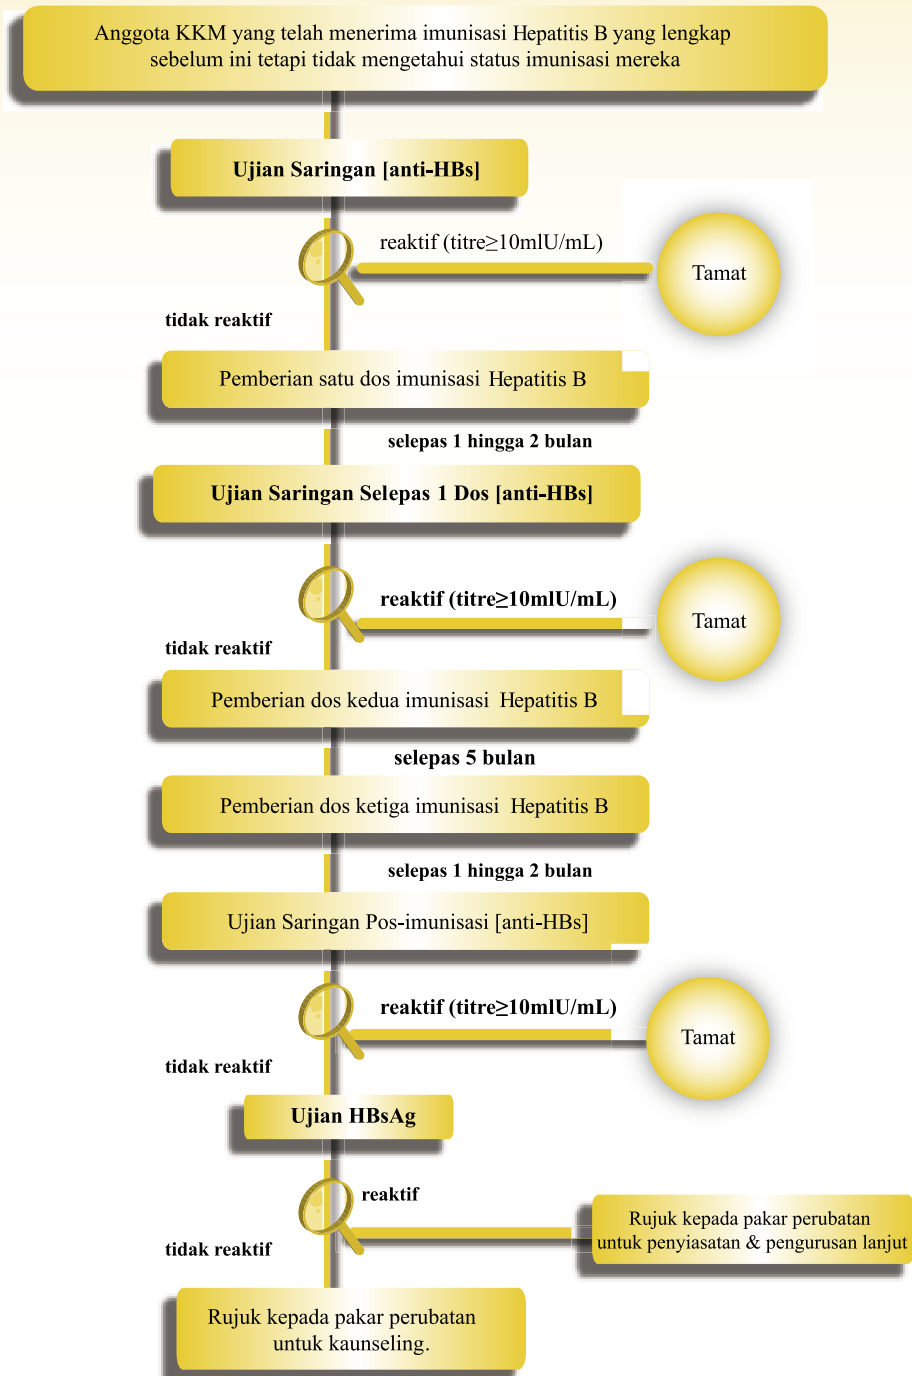 Anggota KKM yang telah menerima imunisasi Hepatitis B yang lengkap
sebelum ini tetapi tidak mengetahui status imunisasi mereka
Ujian Saringan [anti-HBs]
reaktif (titre≥10mlU/mL)
Tamat
tidak reaktif
Pemberian satu dos imunisasi Hepatitis B
selepas 1 hingga 2 bulan
Ujian Saringan Selepas 1 Dos [anti-HBs]
reaktif (titre≥10mlU/mL)
Tamat
tidak reaktif
Pemberian dos kedua imunisasi Hepatitis B
selepas 5 bulan
Pemberian dos ketiga imunisasi Hepatitis B
selepas 1 hingga 2 bulan
Ujian Saringan Pos-imunisasi [anti-HBs]
reaktif (titre≥10mlU/mL)
Tamat
tidak reaktif
Ujian HBsAg
reaktif
Rujuk kepada pakar perubatan
untuk penyiasatan & pengurusan lanjut
tidak reaktif
Rujuk kepada pakar perubatan
untuk kaunseling.